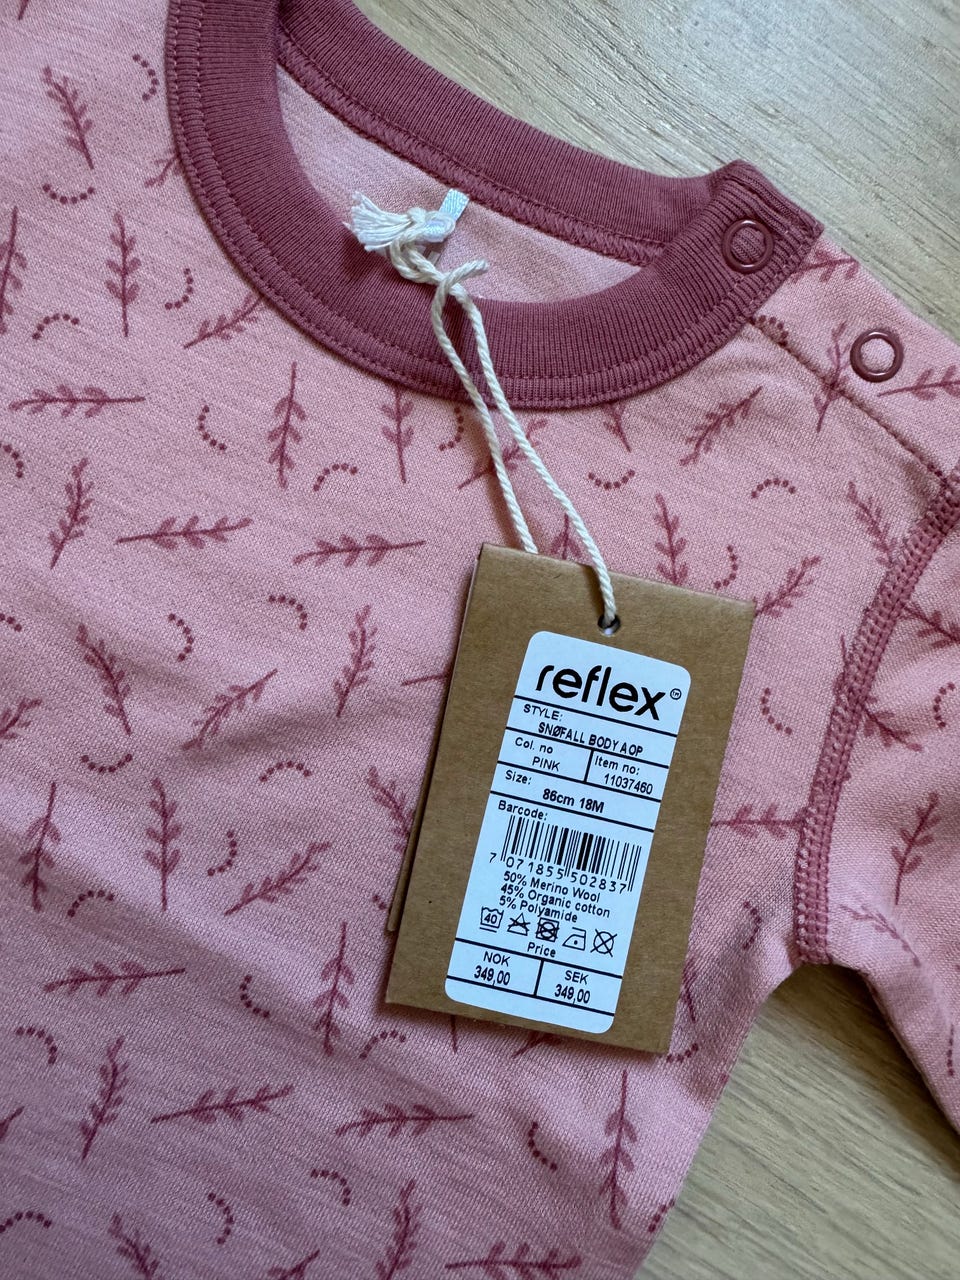 reflex™
STYLE:
SNØFALL BODY AOP
Col. no
PINK
Item no:
11037460
Size:
86cm 18M
Barcode:
7 071855 502837
50% Merino Wool
45% Organic cotton
5% Polyamide
40
Price
NOK
349,00
SEK
349,00